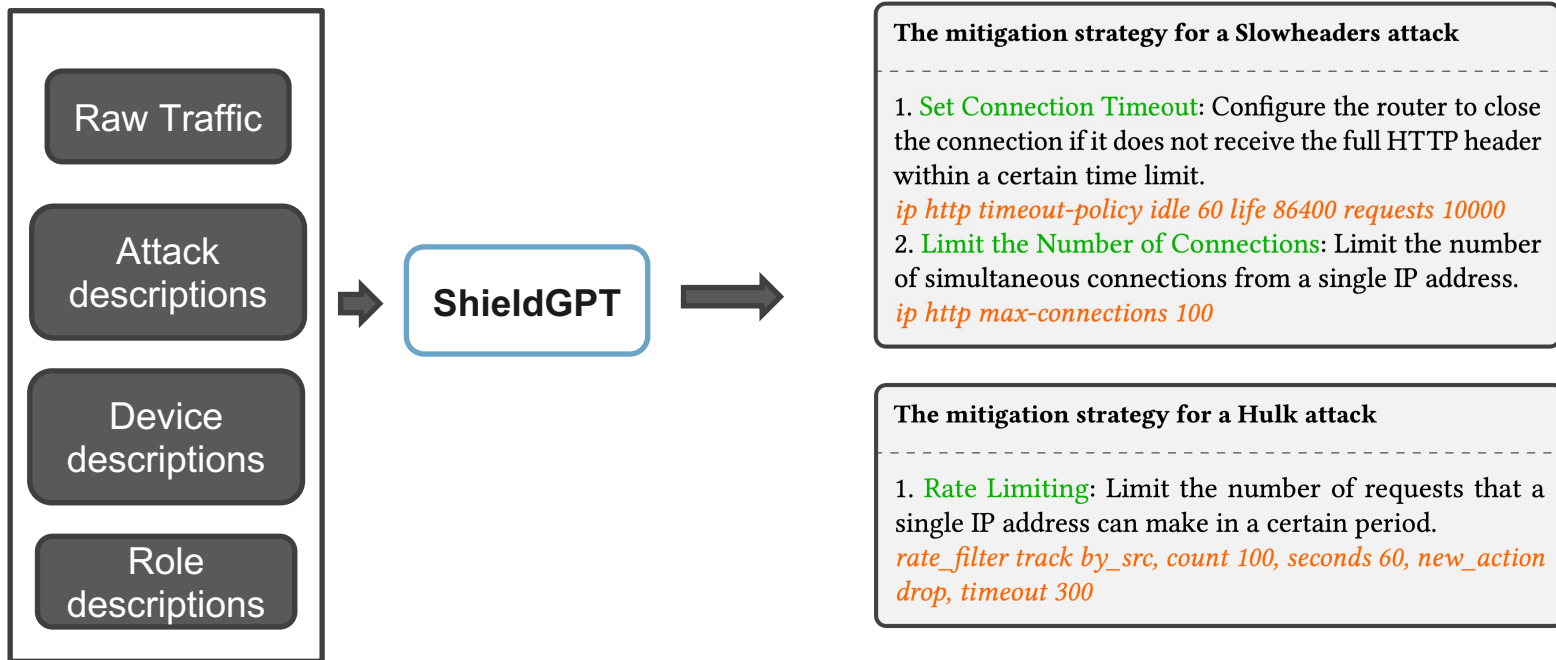 Raw Traffic
Attack
descriptions
Device
descriptions
Role
descriptions
ShieldGPT
The mitigation strategy for a Slowheaders attack
1. Set Connection Timeout: Configure the router to close
the connection if it does not receive the full HTTP header
within a certain time limit.
ip http timeout-policy idle 60 life 86400 requests 10000
2. Limit the Number of Connections: Limit the number
of simultaneous connections from a single IP address.
ip http max-connections 100
The mitigation strategy for a Hulk attack
1. Rate Limiting: Limit the number of requests that a
single IP address can make in a certain period.
rate_filter track by_src, count 100, seconds 60, new_action
drop, timeout 300